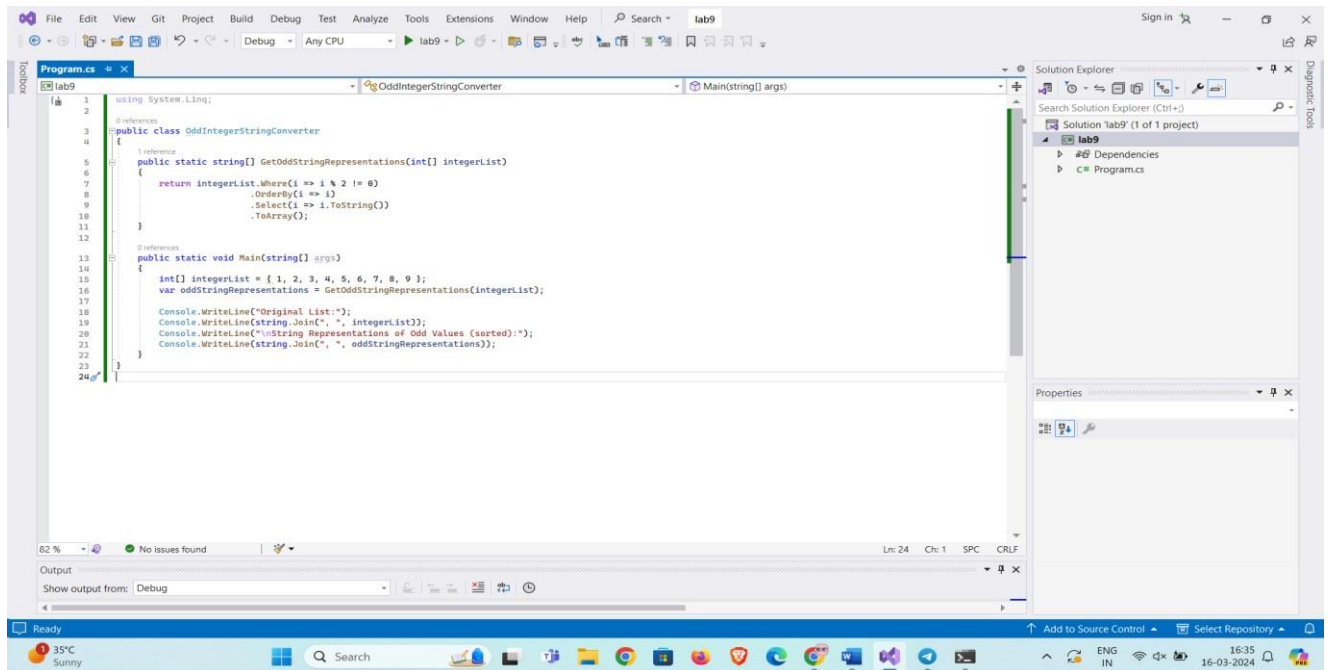 File Edit View Git Project Build Debug Test Analyze Tools Extensions Window Help Search lab9 Sign in
Debug Any CPU lab9
Toolbox
Program.cs
lab9 OddIntegerStringConverter Main(string[] args)
1 using System.Linq;
2
0 references
3 public class OddIntegerStringConverter
4 {
1 reference
5 public static string[] GetOddStringRepresentations(int[] integerList)
6 {
7 return integerList.Where(i => i % 2 != 0)
8 .OrderBy(i => i)
9 .Select(i => i.ToString())
10 .ToArray();
11 }
12
0 references
13 public static void Main(string[] args)
14 {
15 int[] integerList = { 1, 2, 3, 4, 5, 6, 7, 8, 9 };
16 var oddStringRepresentations = GetOddStringRepresentations(integerList);
17
18 Console.WriteLine("Original List:");
19 Console.WriteLine(string.Join(", ", integerList));
20 Console.WriteLine("\nString Representations of Odd Values (sorted):");
21 Console.WriteLine(string.Join(", ", oddStringRepresentations));
22 }
23 }
24
82 % No issues found Ln: 24 Ch: 1 SPC CRLF
Output
Show output from: Debug
Solution Explorer
Search Solution Explorer (Ctrl+;)
Solution 'lab9' (1 of 1 project)
lab9
Dependencies
C# Program.cs
Properties
Diagnostic Tools
Ready Add to Source Control Select Repository
1 35°C
Sunny
Search
ENG
IN
16:35
16-03-2024
PRE